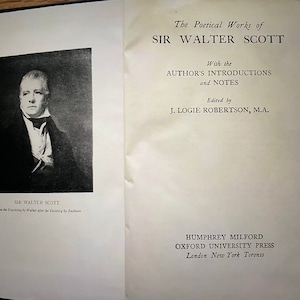 SIR WALTER SCOTT
The Poetical Works of
SIR WALTER SCOTT
With the
AUTHOR'S INTRODUCTIONS
and NOTES
Edited by
J. LOGIE ROBERTSON, M.A.
HUMPHREY MILFORD
OXFORD UNIVERSITY PRESS
London New York Toronto